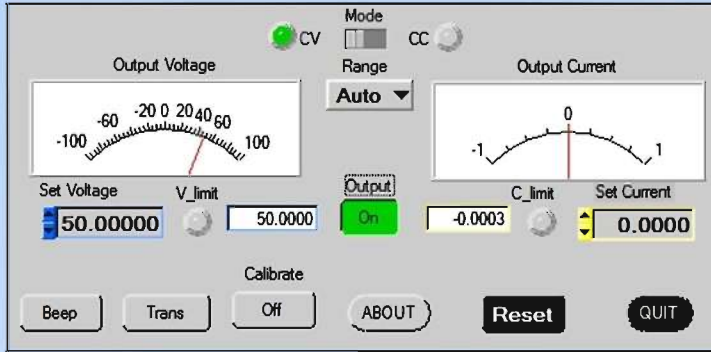 Mode
CV CC
Output Voltage Range Output Current
Auto
-100 -60 -20 0 20 40 60 100
-1 0 1
Set Voltage V_limit Output C_limit Set Current
50.00000 50.0000 On -0.0003 0.0000
Calibrate
Beep Trans Off ABOUT Reset QUIT